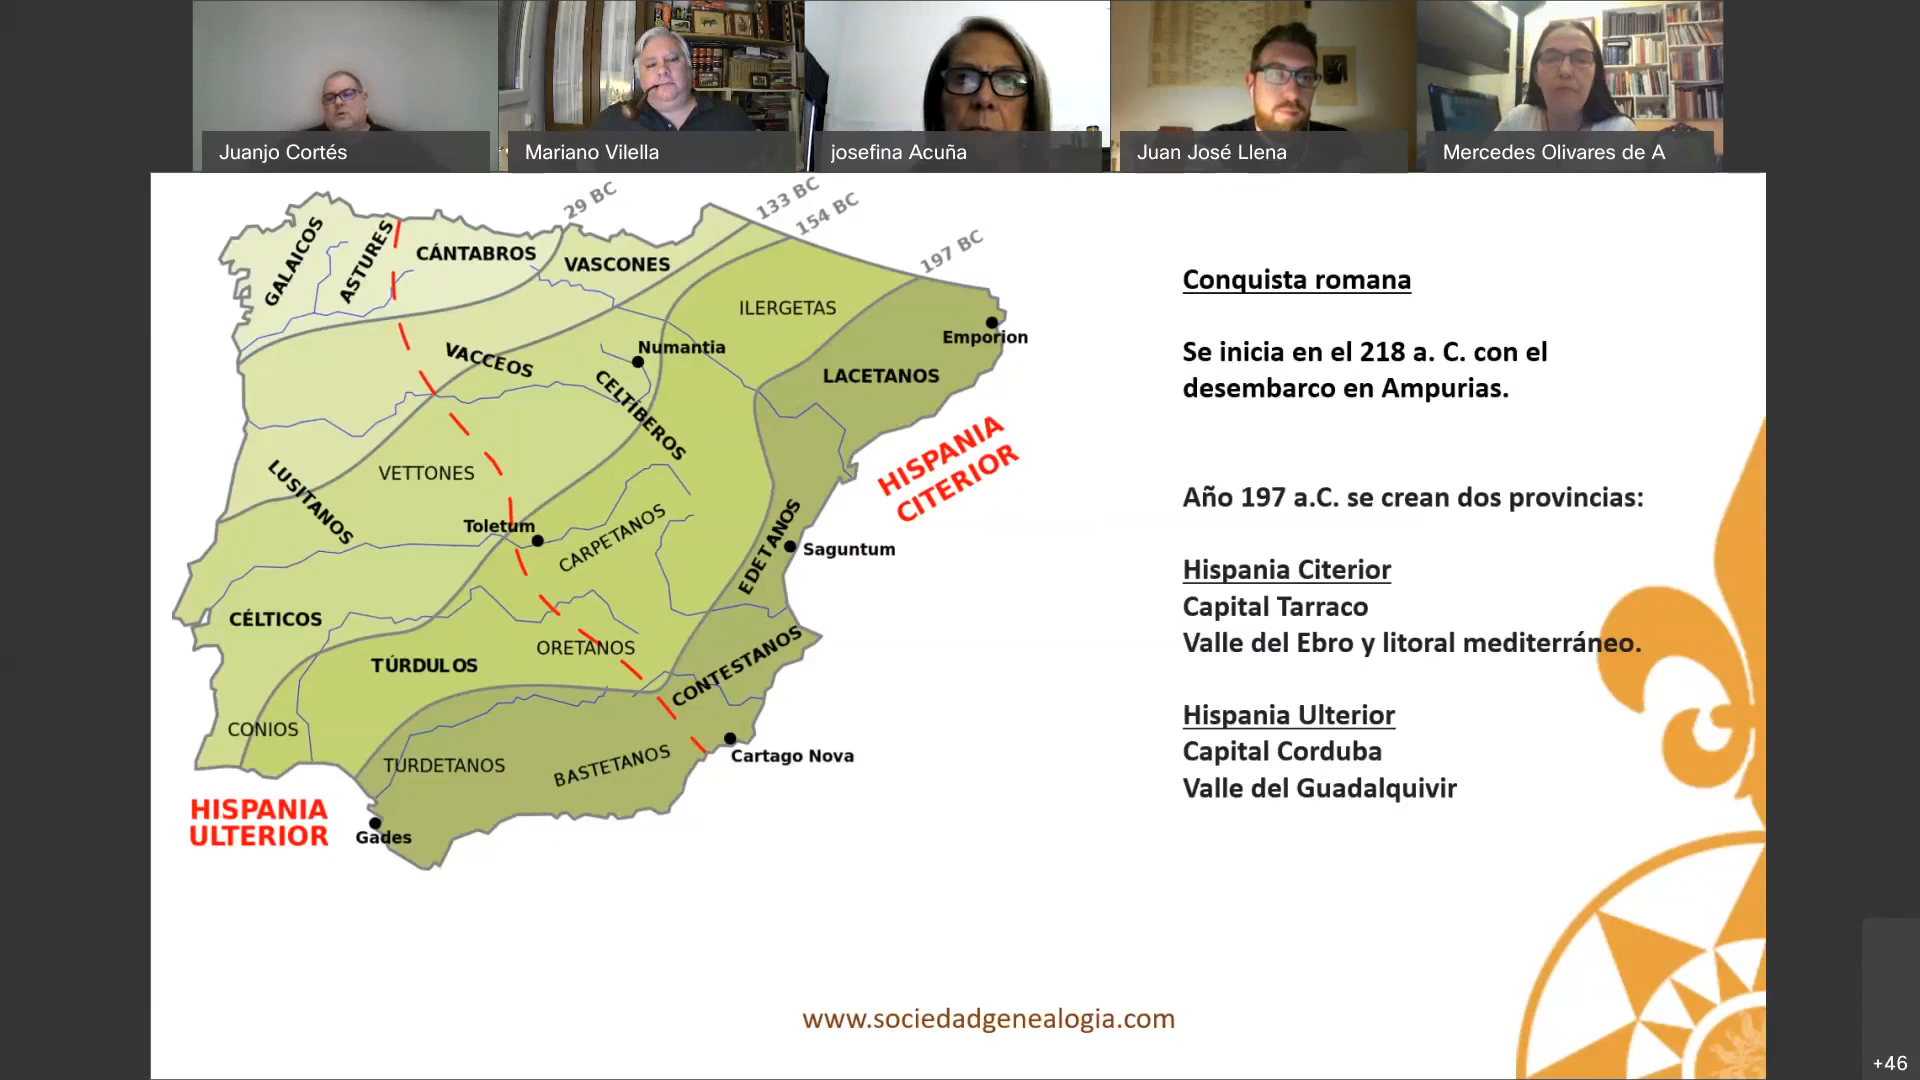 Juanjo Cortés
Mariano Vilella
josefina Acuña
Juan José Llena
Mercedes Olivares de A
29 BC
133 BC
154 BC
197 BC
GALAICOS
ASTURES
CÁNTABROS
VASCONES
ILERGETAS
Emporion
VACCEOS
Numantia
LACETANOS
CELTÍBEROS
HISPANIA
CITERIOR
LUSITANOS
VETTONES
Toletum
CARPETANOS
EDETANOS
Saguntum
CÉLTICOS
ORETANOS
TÚRDULOS
CONTESTANOS
CONIOS
TURDETANOS
BASTETANOS
Cartago Nova
HISPANIA
ULTERIOR
Gades
Conquista romana
Se inicia en el 218 a. C. con el
desembarco en Ampurias.
Año 197 a.C. se crean dos provincias:
Hispania Citerior
Capital Tarraco
Valle del Ebro y litoral mediterráneo.
Hispania Ulterior
Capital Corduba
Valle del Guadalquivir
www.sociedadgenealogia.com
+46